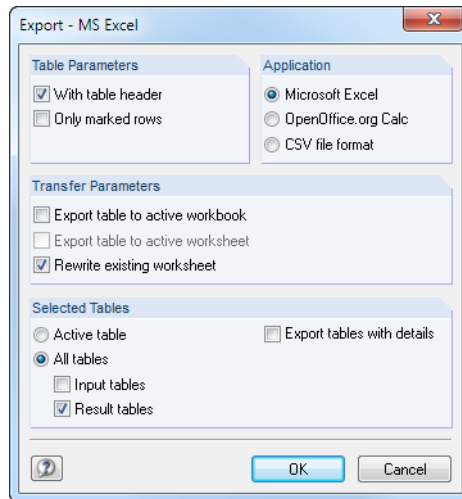 Export - MS Excel
Table Parameters
With table header
Only marked rows
Application
Microsoft Excel
OpenOffice.org Calc
CSV file format
Transfer Parameters
Export table to active workbook
Export table to active worksheet
Rewrite existing worksheet
Selected Tables
Active table
All tables
Input tables
Result tables
Export tables with details
OK
Cancel